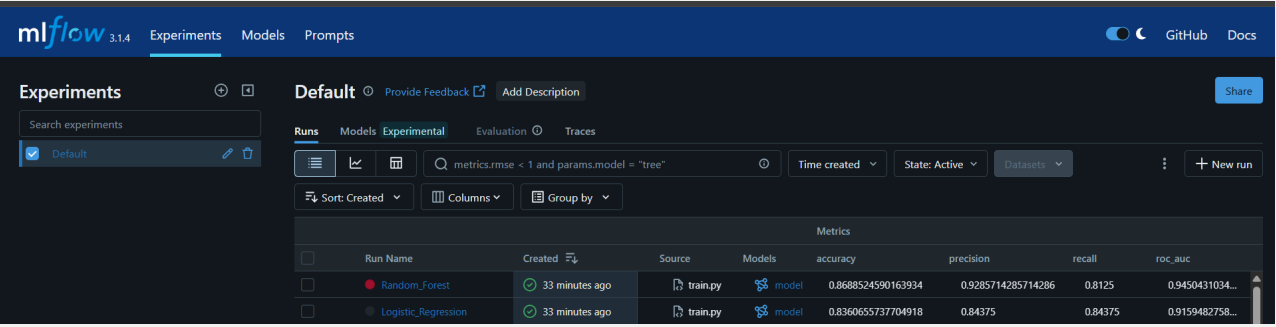 mlflow 3.1.4 Experiments Models Prompts GitHub Docs
Experiments Default Provide Feedback Add Description Share
Search experiments
Runs Models Experimental Evaluation Traces
Default
metrics.rmse < 1 and params.model = "tree" Time created State: Active Datasets New run
Sort: Created Columns Group by
Metrics
Run Name Created Source Models accuracy precision recall roc_auc
Random_Forest 33 minutes ago train.py model 0.8688524590163934 0.9285714285714286 0.8125 0.9450431034...
Logistic_Regression 33 minutes ago train.py model 0.8360655737704918 0.84375 0.84375 0.9159482758...